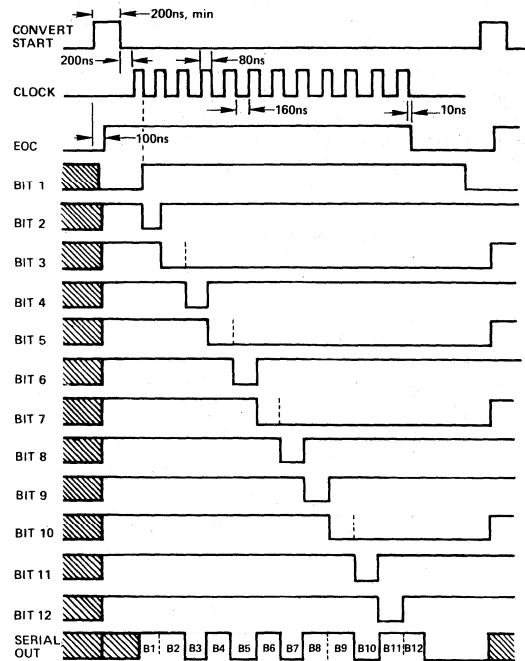 200ns, min
CONVERT
START
200ns
80ns
CLOCK
160ns
10ns
EOC
100ns
BIT 1
BIT 2
BIT 3
BIT 4
BIT 5
BIT 6
BIT 7
BIT 8
BIT 9
BIT 10
BIT 11
BIT 12
SERIAL
OUT
B1 B2 B3 B4 B5 B6 B7 B8 B9 B10 B11 B12